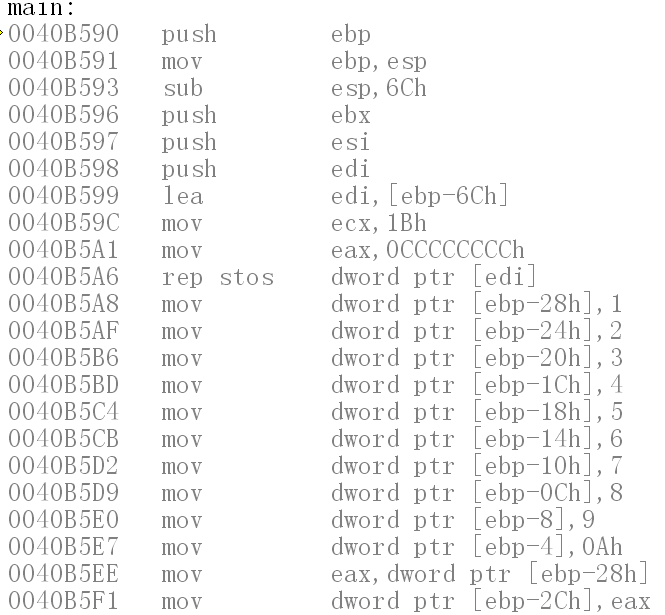 main:
0040B590 push ebp
0040B591 mov ebp,esp
0040B593 sub esp,6Ch
0040B596 push ebx
0040B597 push esi
0040B598 push edi
0040B599 lea edi,[ebp-6Ch]
0040B59C mov ecx,1Bh
0040B5A1 mov eax,0CCCCCCCCh
0040B5A6 rep stos dword ptr [edi]
0040B5A8 mov dword ptr [ebp-28h],1
0040B5AF mov dword ptr [ebp-24h],2
0040B5B6 mov dword ptr [ebp-20h],3
0040B5BD mov dword ptr [ebp-1Ch],4
0040B5C4 mov dword ptr [ebp-18h],5
0040B5CB mov dword ptr [ebp-14h],6
0040B5D2 mov dword ptr [ebp-10h],7
0040B5D9 mov dword ptr [ebp-0Ch],8
0040B5E0 mov dword ptr [ebp-8],9
0040B5E7 mov dword ptr [ebp-4],0Ah
0040B5EE mov eax,dword ptr [ebp-28h]
0040B5F1 mov dword ptr [ebp-2Ch],eax